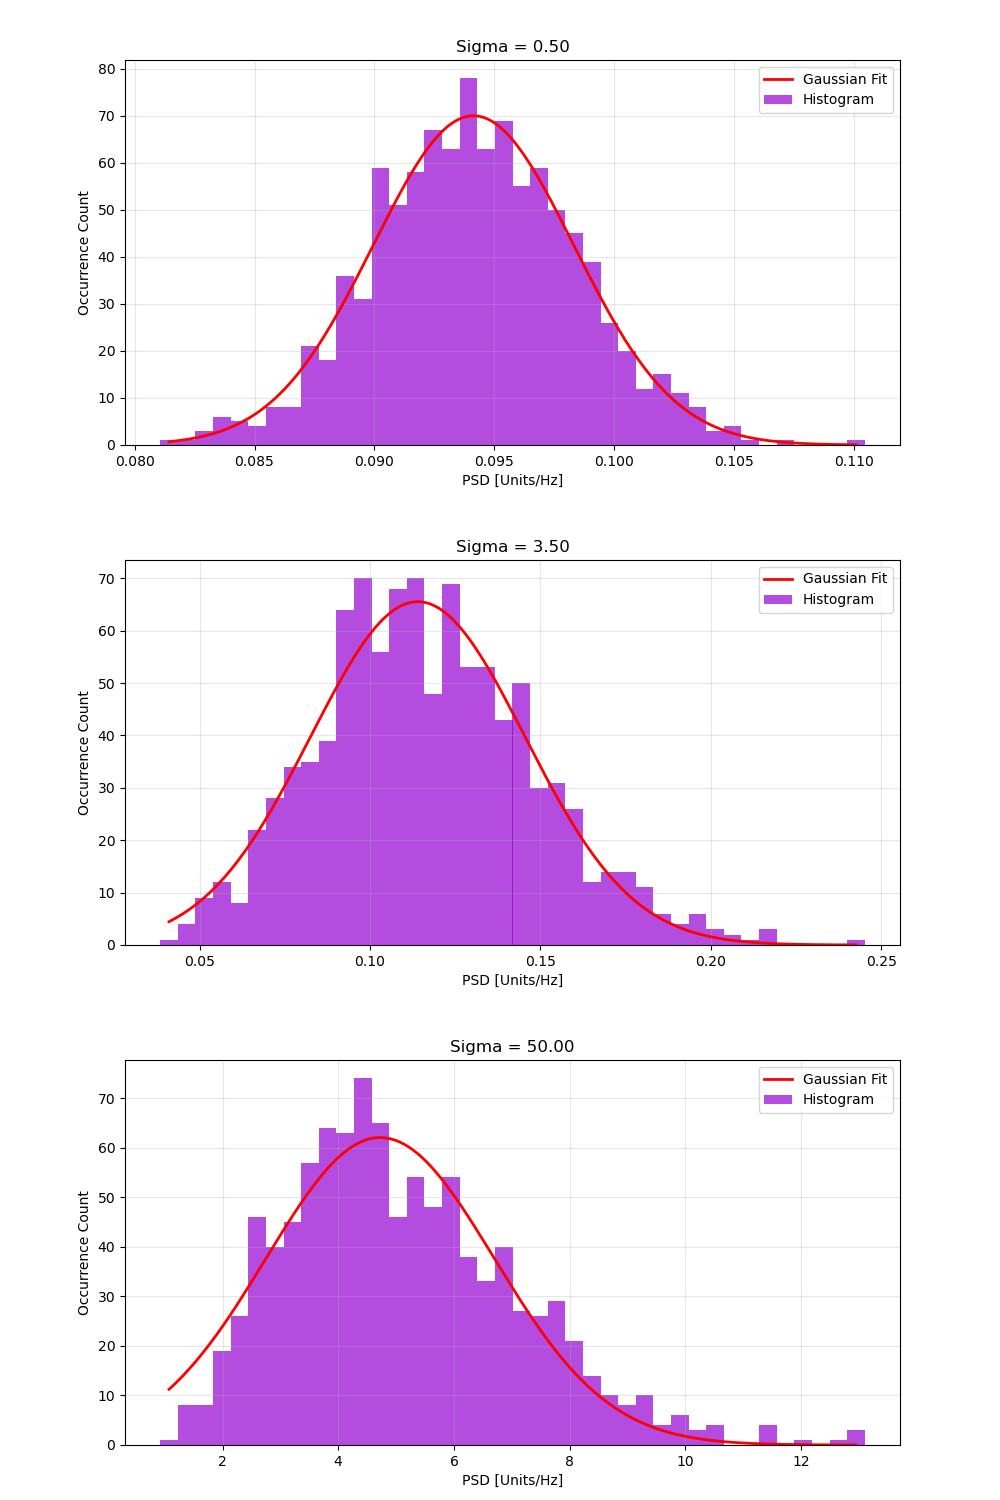 Sigma = 0.50
Gaussian Fit
Histogram
Occurrence Count
80
70
60
50
40
30
20
10
0
0.080 0.085 0.090 0.095 0.100 0.105 0.110
PSD [Units/Hz]
Sigma = 3.50
Gaussian Fit
Histogram
Occurrence Count
70
60
50
40
30
20
10
0
0.05 0.10 0.15 0.20 0.25
PSD [Units/Hz]
Sigma = 50.00
Gaussian Fit
Histogram
Occurrence Count
70
60
50
40
30
20
10
0
2 4 6 8 10 12
PSD [Units/Hz]